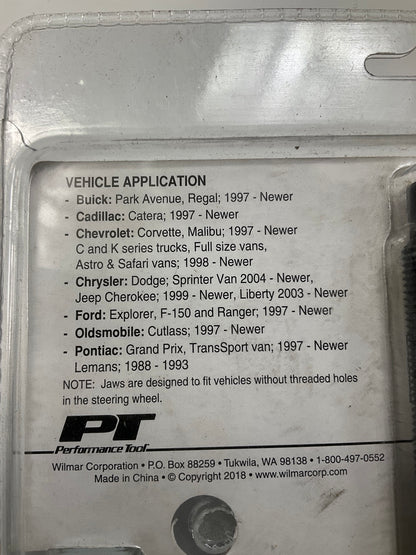 VEHICLE APPLICATION
- Buick: Park Avenue, Regal; 1997 - Newer
- Cadillac: Catera; 1997 - Newer
- Chevrolet: Corvette, Malibu; 1997 - Newer
C and K series trucks, Full size vans,
Astro & Safari vans; 1998 - Newer
- Chrysler: Dodge; Sprinter Van 2004 - Newer,
Jeep Cherokee; 1999 - Newer, Liberty 2003 - Newer
- Ford: Explorer, F-150 and Ranger; 1997 - Newer
- Oldsmobile: Cutlass; 1997 - Newer
- Pontiac: Grand Prix, TransSport van; 1997 - Newer
Lemans; 1988 - 1993
NOTE: Jaws are designed to fit vehicles without threaded holes
in the steering wheel.
PT
Performance Tool
Wilmar Corporation • P.O. Box 88259 • Tukwila, WA 98138 • 1-800-497-0552
Made in China • © Copyright 2018 • www.wilmarcorp.com